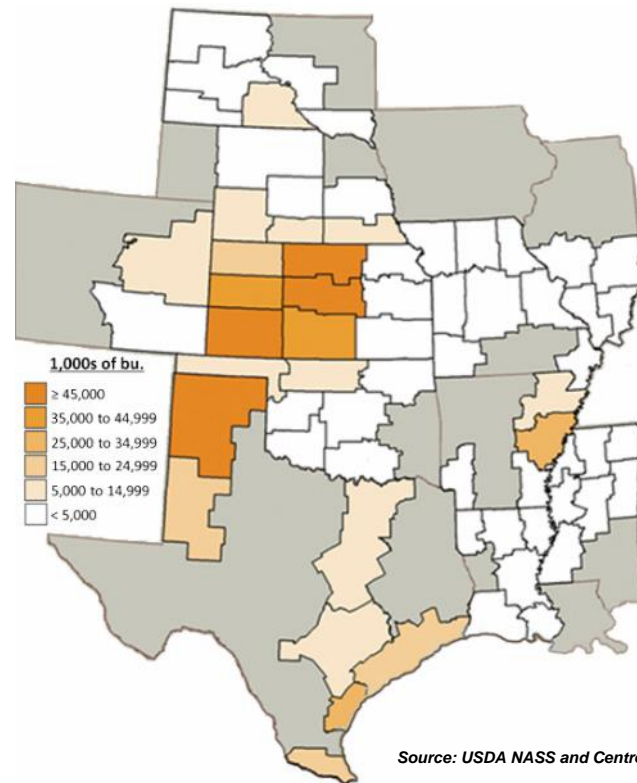 1,000s of bu.
≥ 45,000
35,000 to 44,999
25,000 to 34,999
15,000 to 24,999
5,000 to 14,999
< 5,000
Source: USDA NASS and Centre